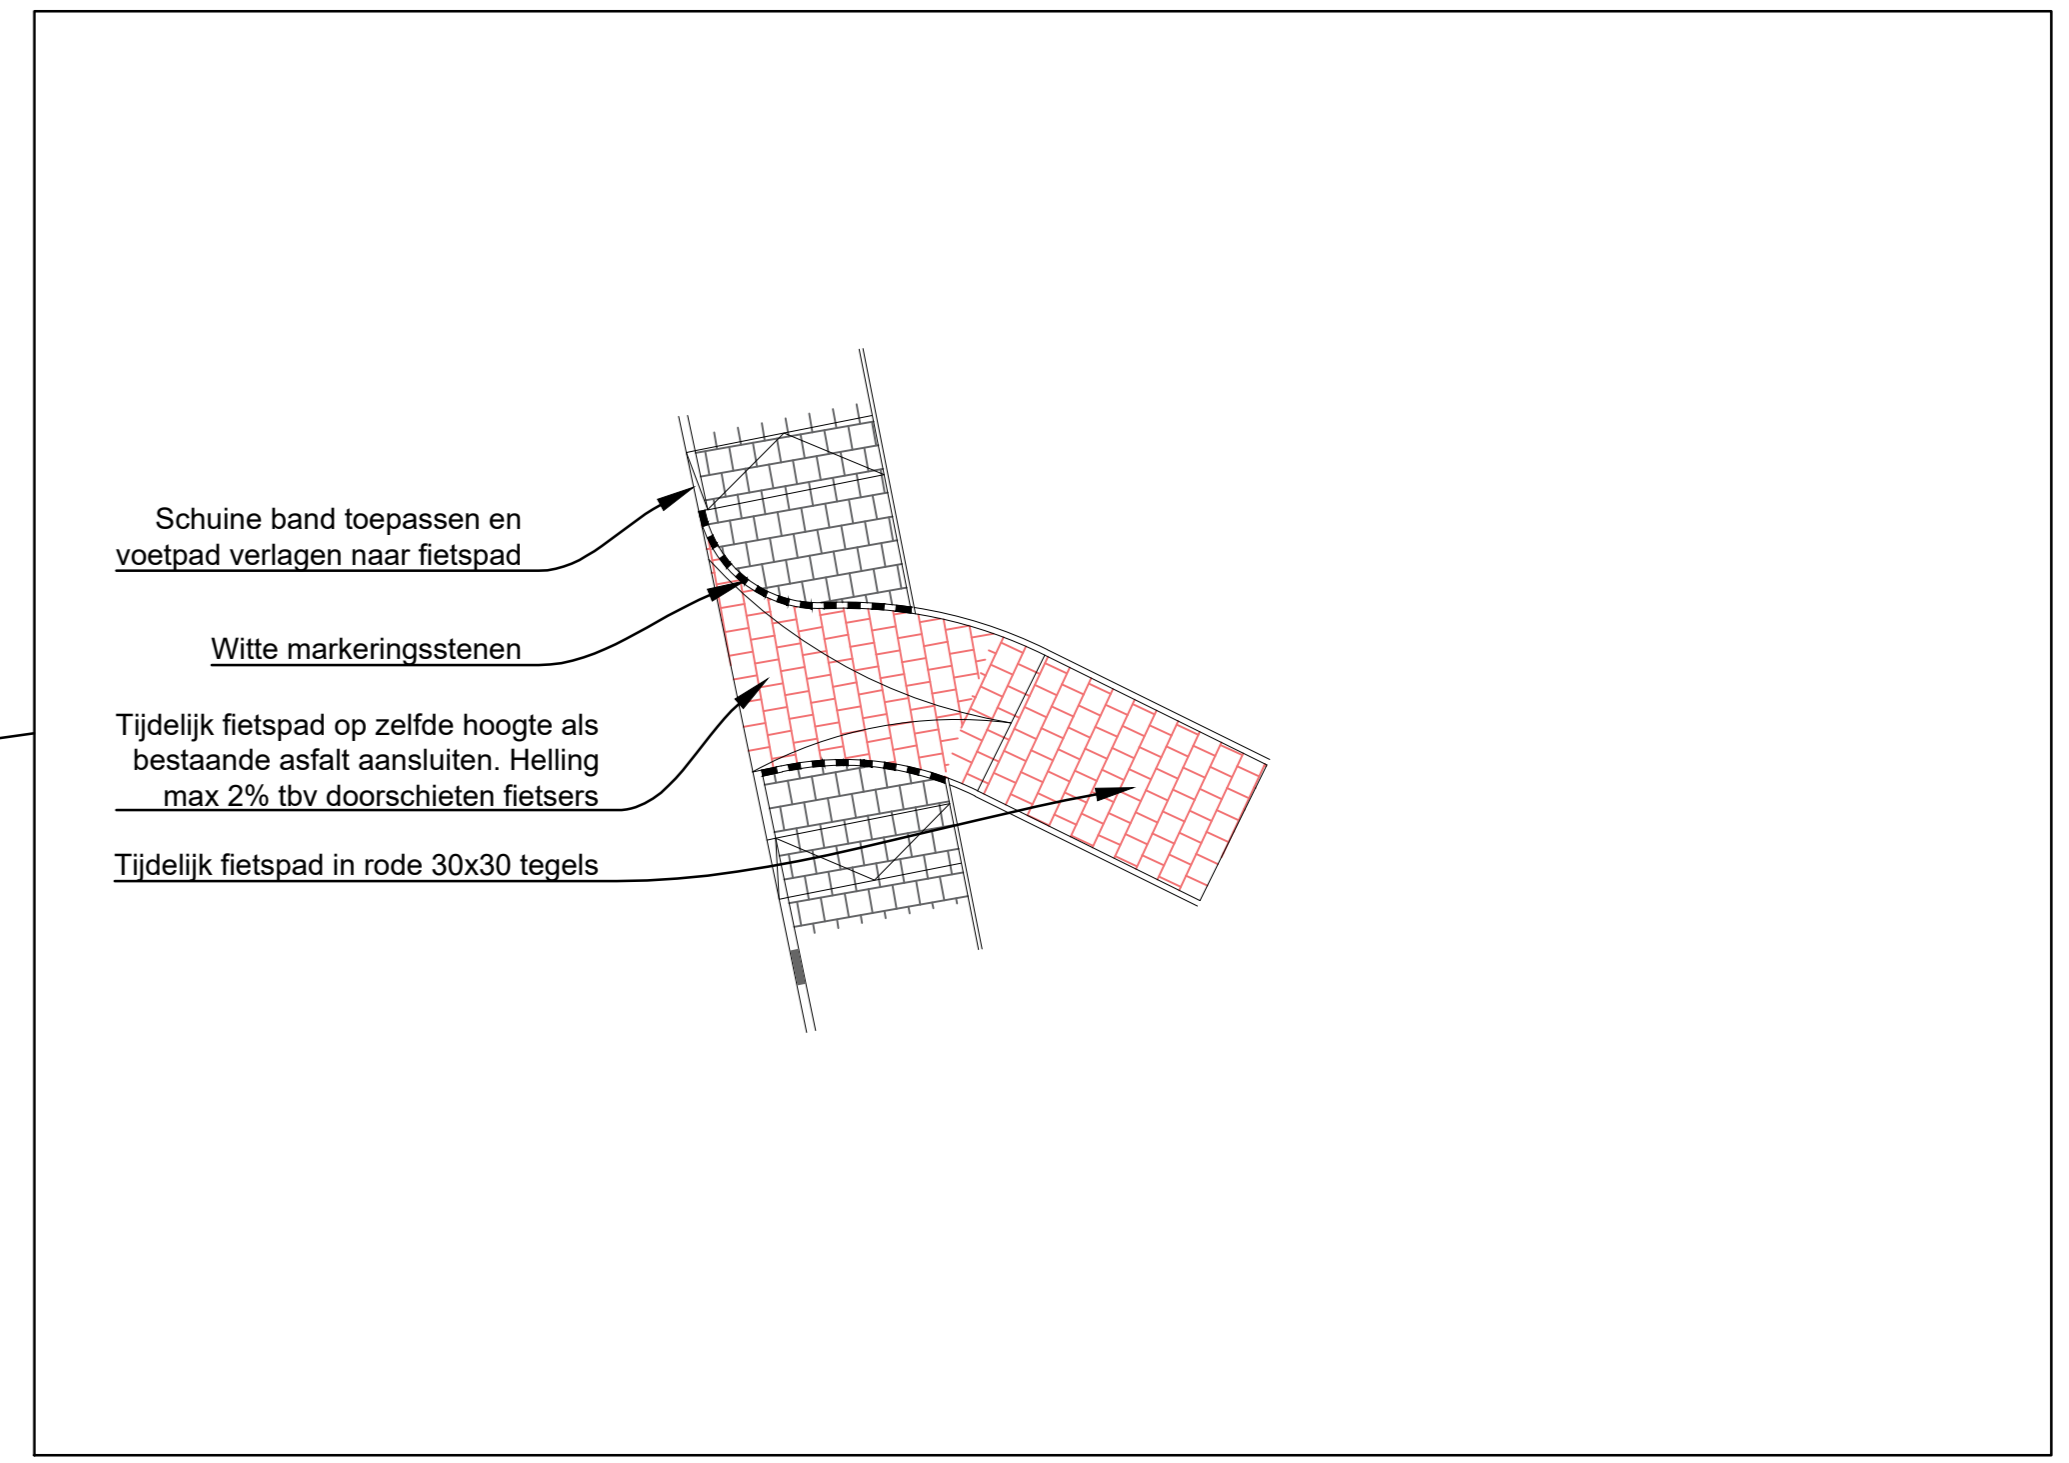 Schuine band toepassen en
voetpad verlagen naar fietspad
Witte markeringsstenen
Tijdelijk fietspad op zelfde hoogte als
bestaande asfalt aansluiten. Helling
max 2% tbv doorschieten fietsers
Tijdelijk fietspad in rode 30x30 tegels